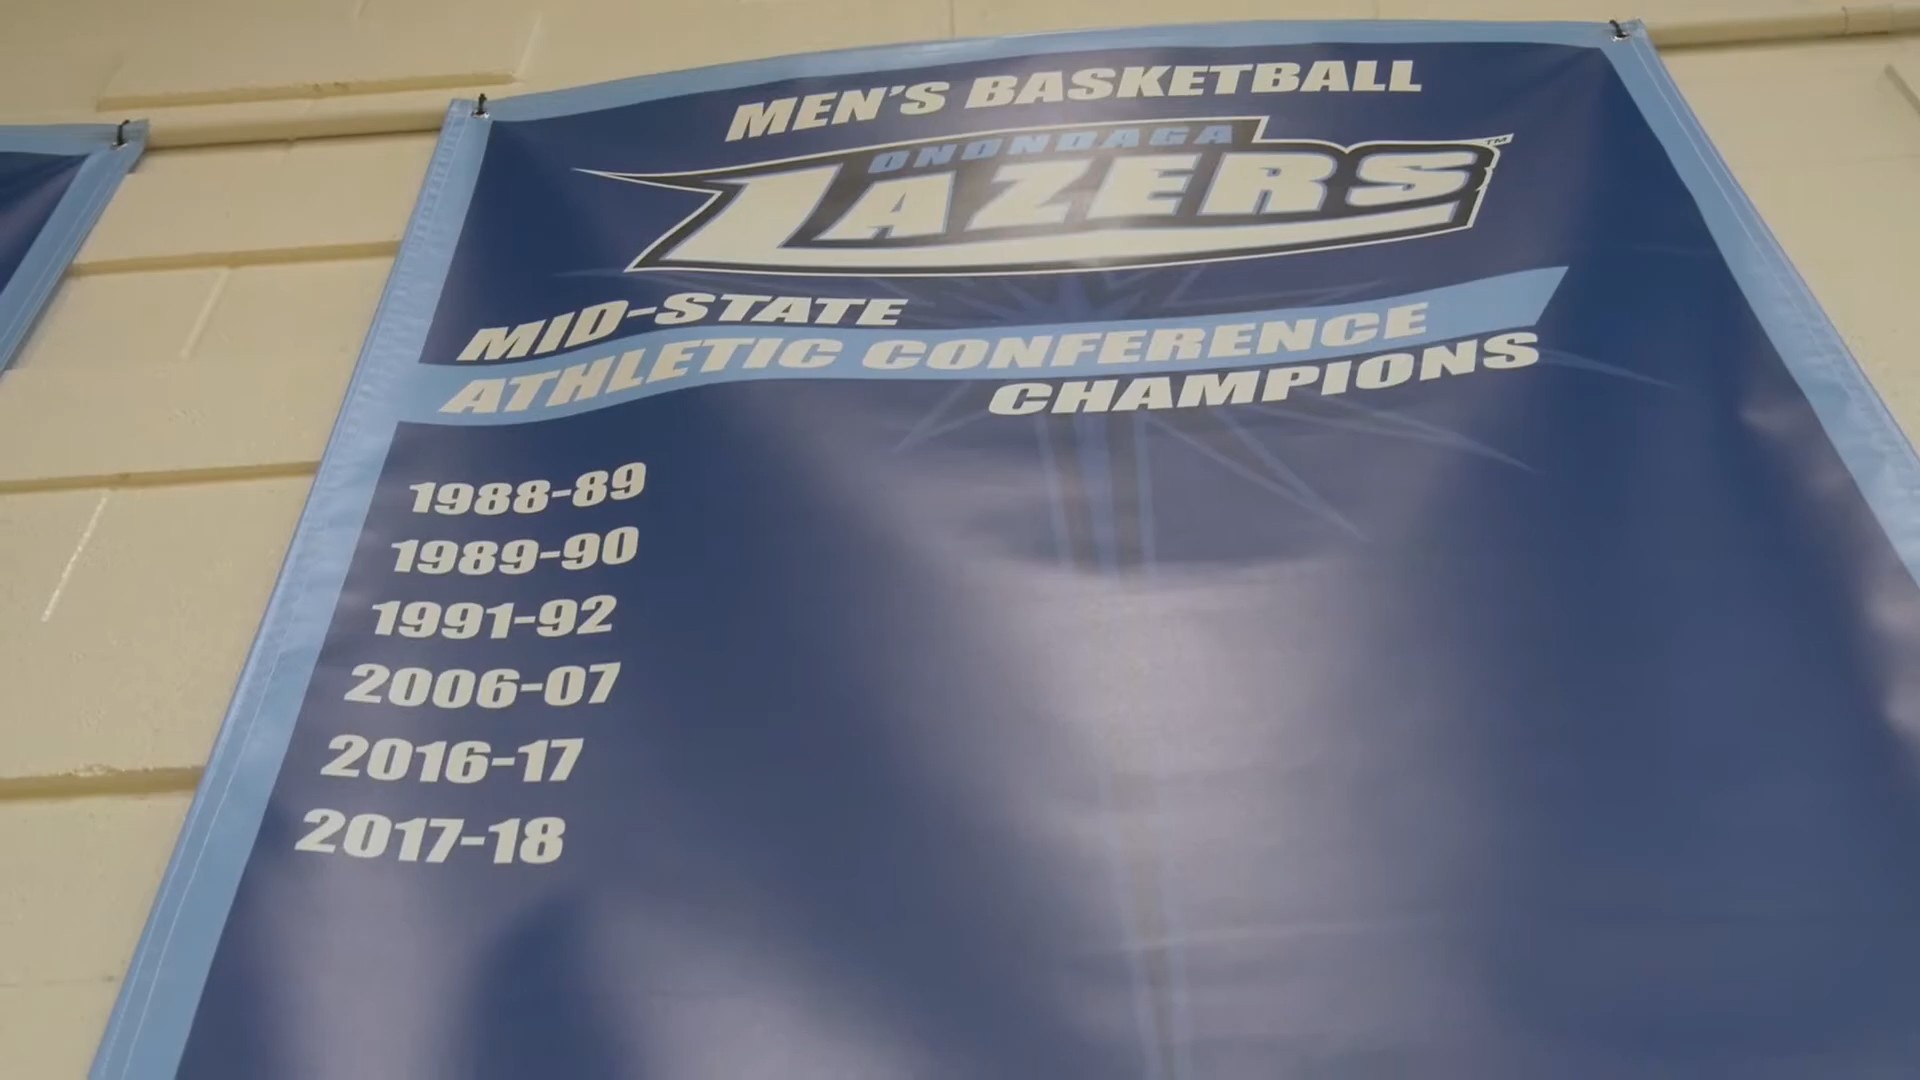 MEN'S BASKETBALL
ONONDAGA
LAZERS™
MID-STATE
ATHLETIC CONFERENCE
CHAMPIONS
1988-89
1989-90
1991-92
2006-07
2016-17
2017-18